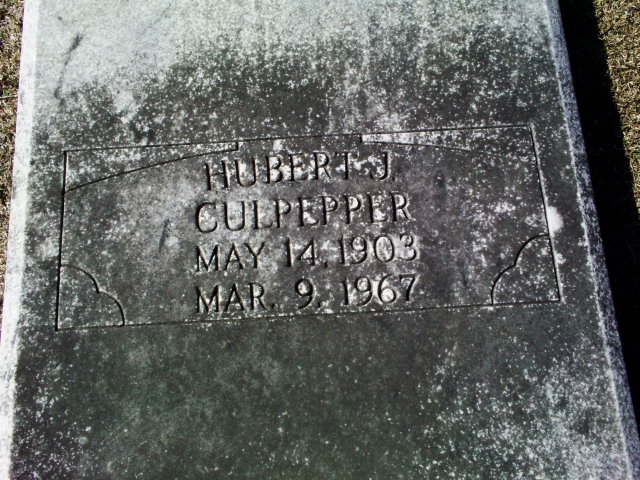 HUBERT J.
CULPEPPER
MAY 14, 1903
MAR. 9, 1967